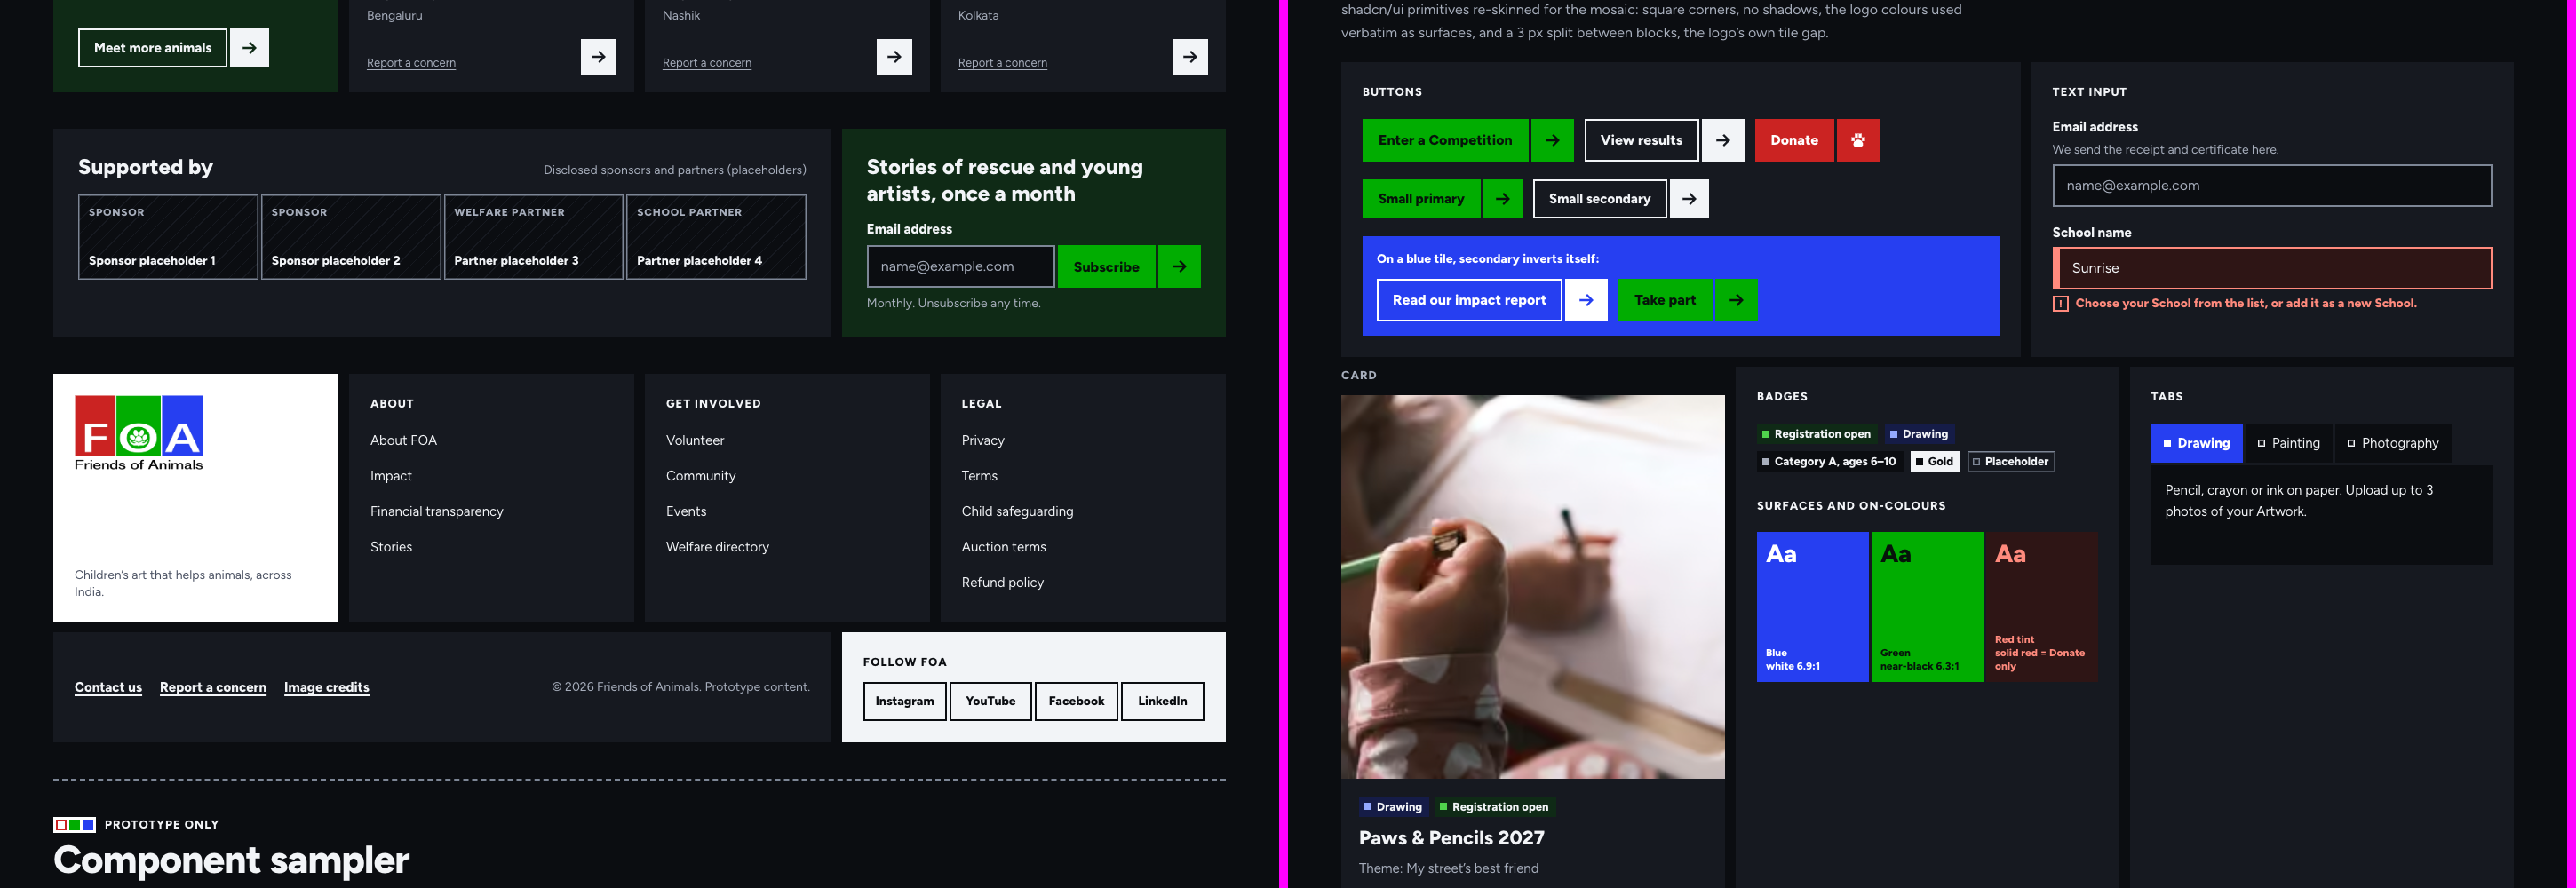 Meet more animals
Bengaluru
Report a concern
Nashik
Report a concern
Kolkata
Report a concern
Supported by
Disclosed sponsors and partners (placeholders)
SPONSOR
Sponsor placeholder 1
SPONSOR
Sponsor placeholder 2
WELFARE PARTNER
Partner placeholder 3
SCHOOL PARTNER
Partner placeholder 4
Stories of rescue and young
artists, once a month
Email address
name@example.com
Subscribe
Monthly. Unsubscribe any time.
FOA
Friends of Animals
Children’s art that helps animals, across
India.
ABOUT
About FOA
Impact
Financial transparency
Stories
GET INVOLVED
Volunteer
Community
Events
Welfare directory
LEGAL
Privacy
Terms
Child safeguarding
Auction terms
Refund policy
Contact us
Report a concern
Image credits
© 2026 Friends of Animals. Prototype content.
FOLLOW FOA
Instagram
YouTube
Facebook
LinkedIn
PROTOTYPE ONLY
Component sampler
shadcn/ui primitives re-skinned for the mosaic: square corners, no shadows, the logo colours used
verbatim as surfaces, and a 3 px split between blocks, the logo’s own tile gap.
BUTTONS
Enter a Competition
View results
Donate
Small primary
Small secondary
On a blue tile, secondary inverts itself:
Read our impact report
Take part
TEXT INPUT
Email address
We send the receipt and certificate here.
name@example.com
School name
Sunrise
! Choose your School from the list, or add it as a new School.
CARD
Drawing
Registration open
Paws & Pencils 2027
Theme: My street’s best friend
BADGES
Registration open
Drawing
Category A, ages 6–10
Gold
Placeholder
SURFACES AND ON-COLOURS
Aa
Blue
white 6.9:1
Aa
Green
near-black 6.3:1
Aa
Red tint
solid red = Donate
only
TABS
Drawing
Painting
Photography
Pencil, crayon or ink on paper. Upload up to 3
photos of your Artwork.